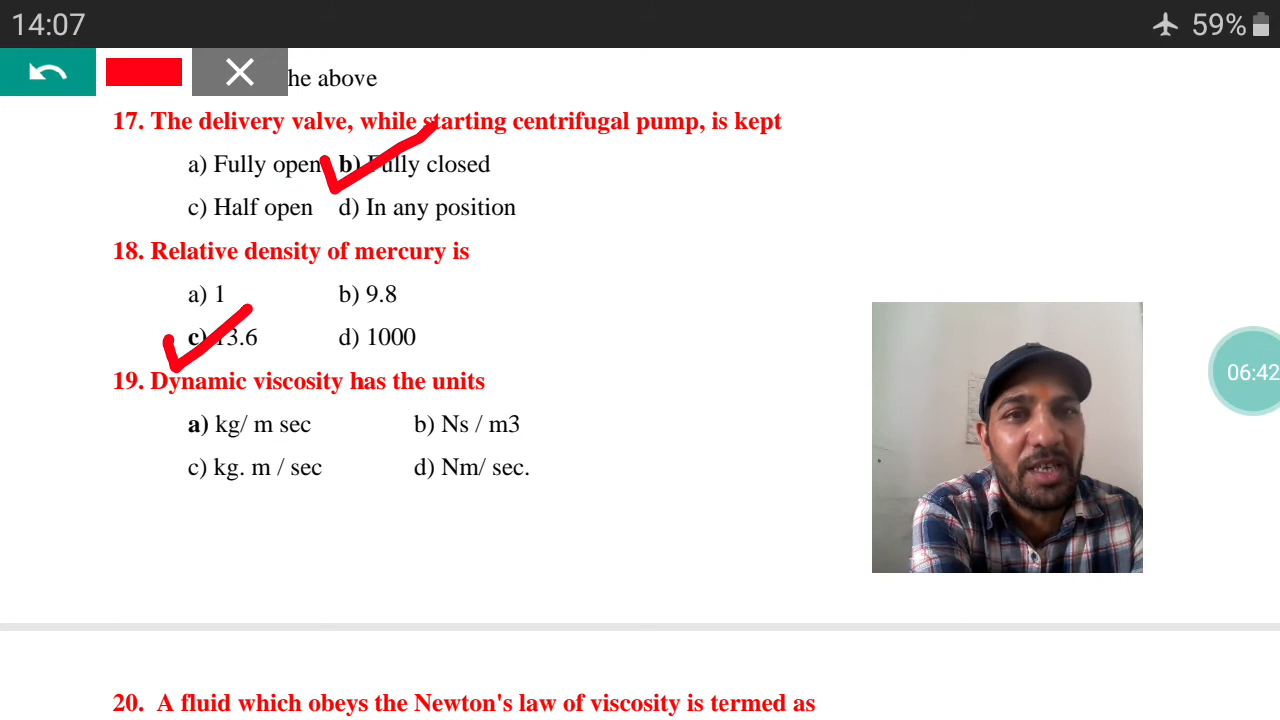 14:07
59%
he above
17. The delivery valve, while starting centrifugal pump, is kept
a) Fully open b) Fully closed
c) Half open d) In any position
18. Relative density of mercury is
a) 1 b) 9.8
c) 13.6 d) 1000
19. Dynamic viscosity has the units
a) kg/ m sec b) Ns / m3
c) kg. m / sec d) Nm/ sec.
06:42
20. A fluid which obeys the Newton's law of viscosity is termed as